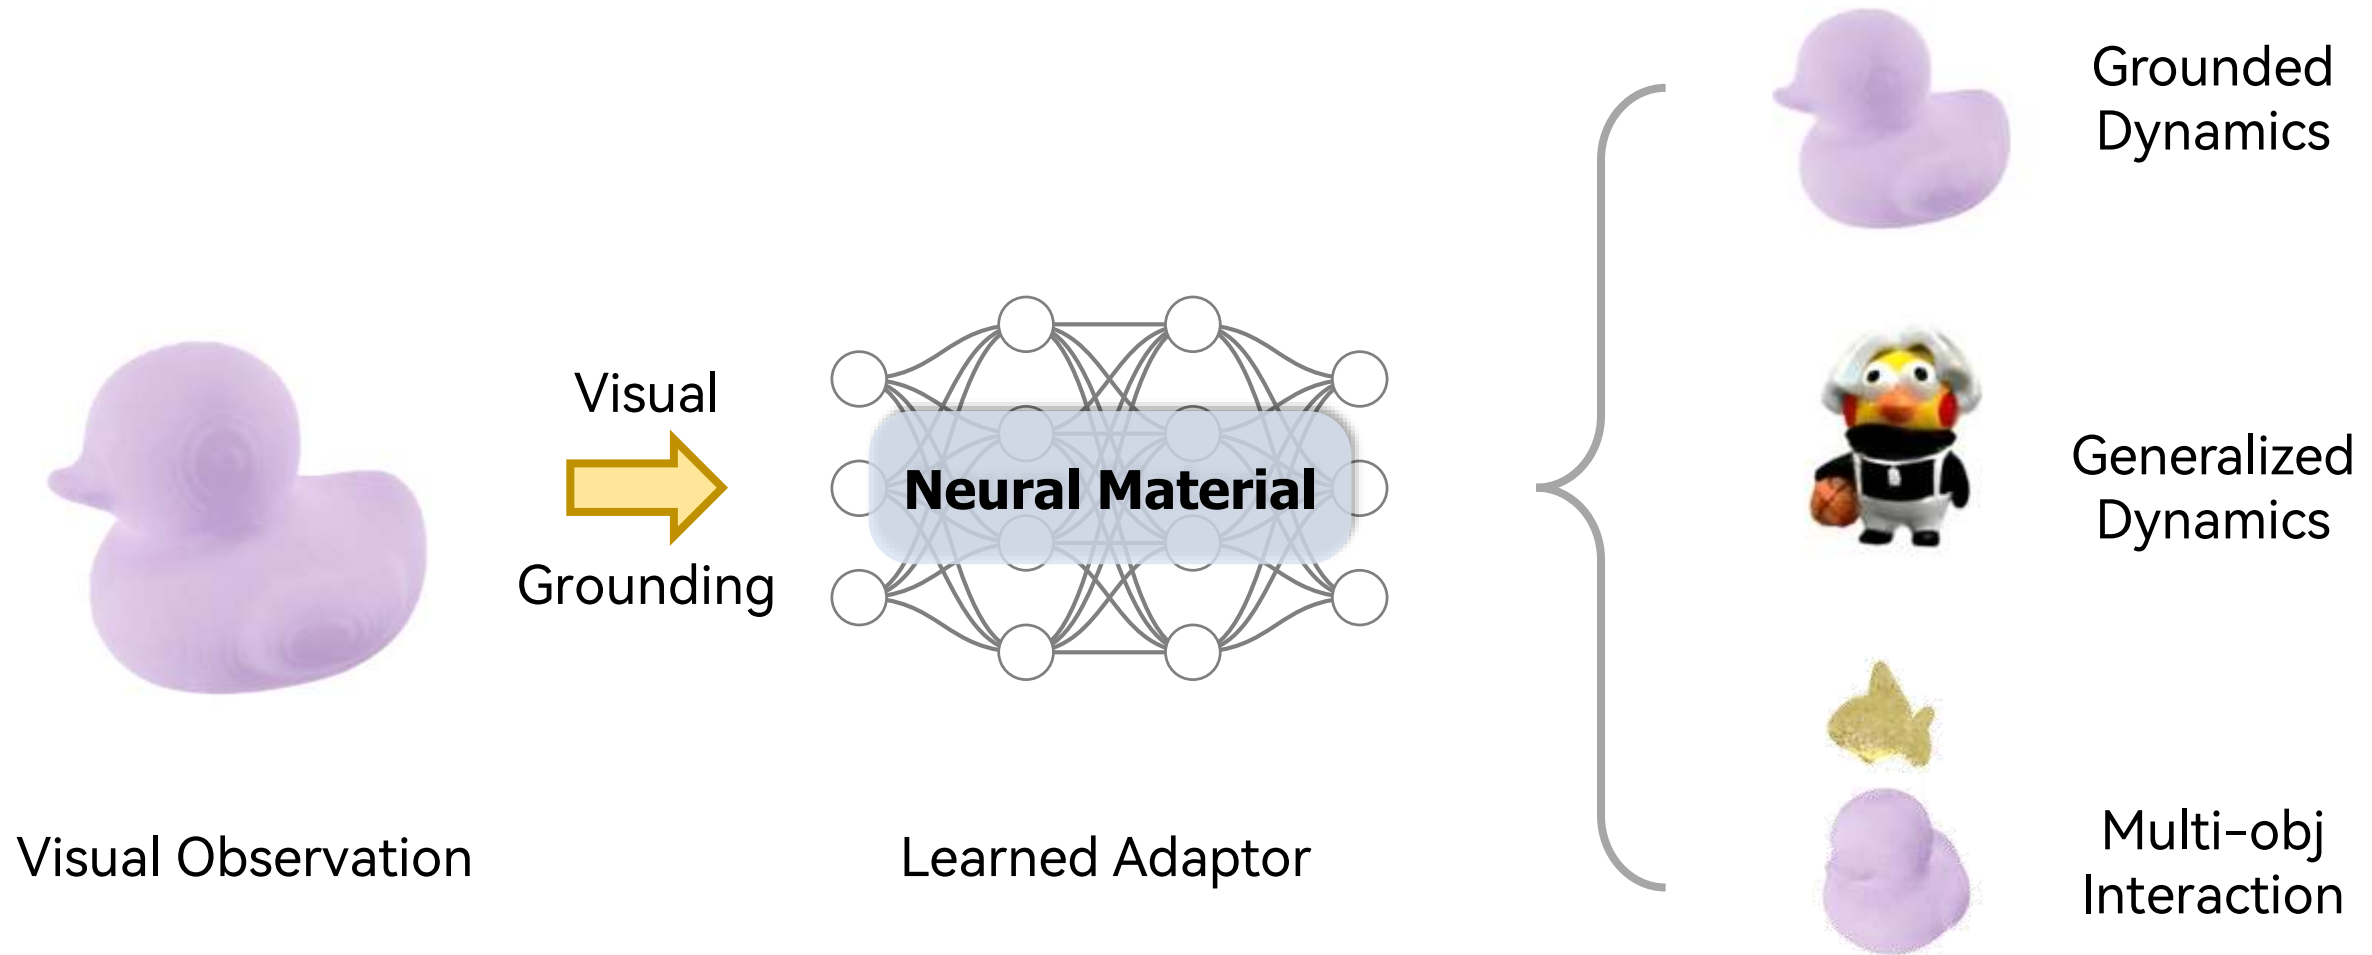 Visual
Grounding
Visual Observation
Neural Material
Learned Adaptor
Grounded
Dynamics
Generalized
Dynamics
Multi-obj
Interaction